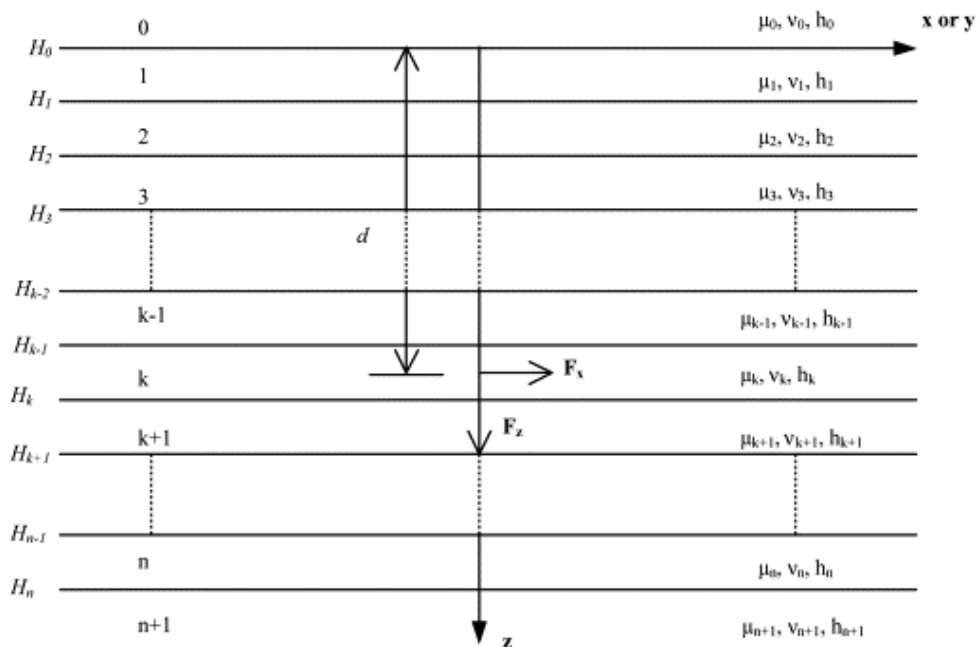 0 μ₀, ν₀, h₀ x or y
H₀
1 μ₁, ν₁, h₁
H₁
2 μ₂, ν₂, h₂
H₂
3 μ₃, ν₃, h₃
H₃
d
Hₖ₋₂
k-1 μₖ₋₁, νₖ₋₁, hₖ₋₁
Hₖ₋₁
k Fₓ μₖ, νₖ, hₖ
Hₖ
F_z
k+1 μₖ₊₁, νₖ₊₁, hₖ₊₁
Hₖ₊₁
Hₙ₋₁
n μₙ, νₙ, hₙ
Hₙ
n+1 μₙ₊₁, νₙ₊₁, hₙ₊₁
z